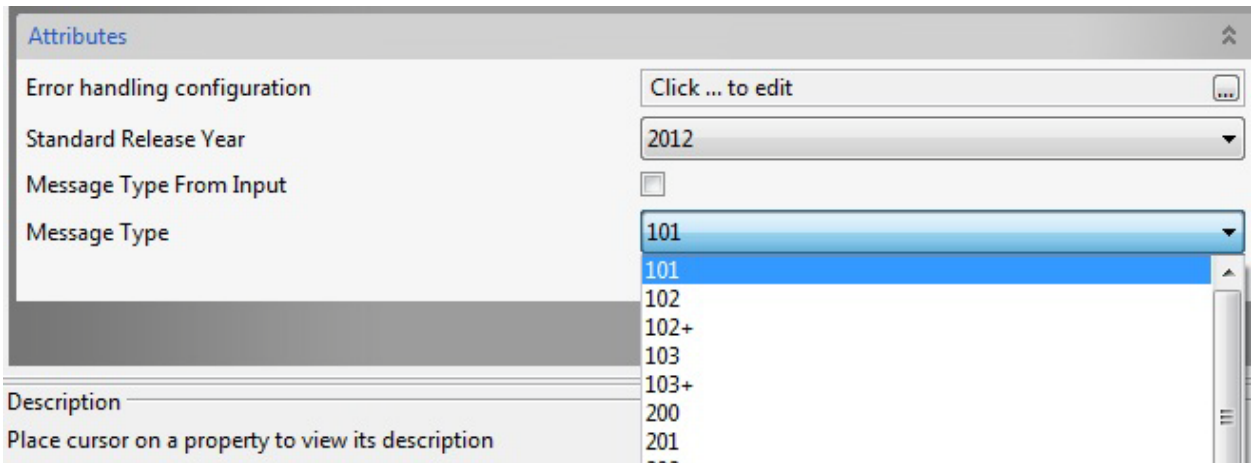 Attributes
Error handling configuration Click ... to edit ...
Standard Release Year 2012
Message Type From Input
Message Type 101
101
102
102+
103
103+
200
201
Description
Place cursor on a property to view its description